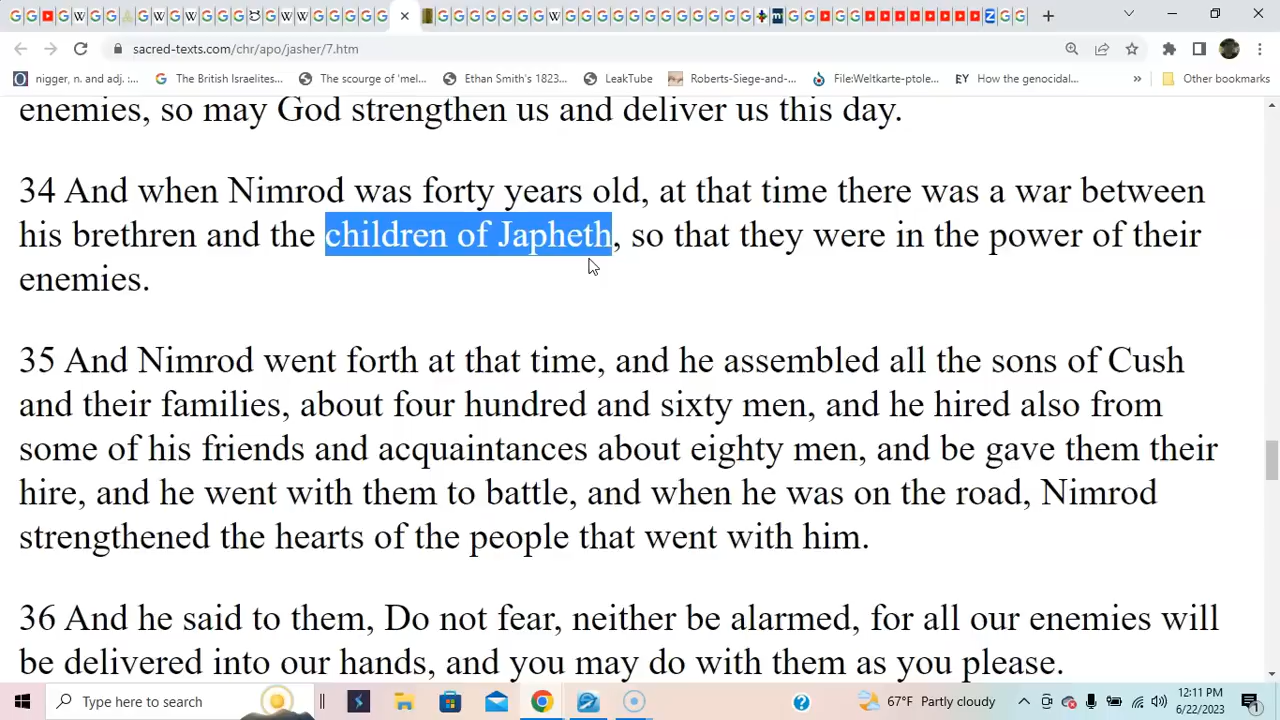 sacred-texts.com/chr/apo/jasher/7.htm
nigger, n. and adj. :...
The British Israelites...
The scourge of 'mel...
Ethan Smith's 1823...
LeakTube
Roberts-Siege-and-...
File:Weltkarte-ptole...
EY
How the genocidal...
»
Other bookmarks
enemies, so may God strengthen us and deliver us this day.
34 And when Nimrod was forty years old, at that time there was a war between
his brethren and the children of Japheth, so that they were in the power of their
enemies.
35 And Nimrod went forth at that time, and he assembled all the sons of Cush
and their families, about four hundred and sixty men, and he hired also from
some of his friends and acquaintances about eighty men, and be gave them their
hire, and he went with them to battle, and when he was on the road, Nimrod
strengthened the hearts of the people that went with him.
36 And he said to them, Do not fear, neither be alarmed, for all our enemies will
be delivered into our hands, and you may do with them as you please.
Type here to search
67°F Partly cloudy
12:11 PM
6/22/2023